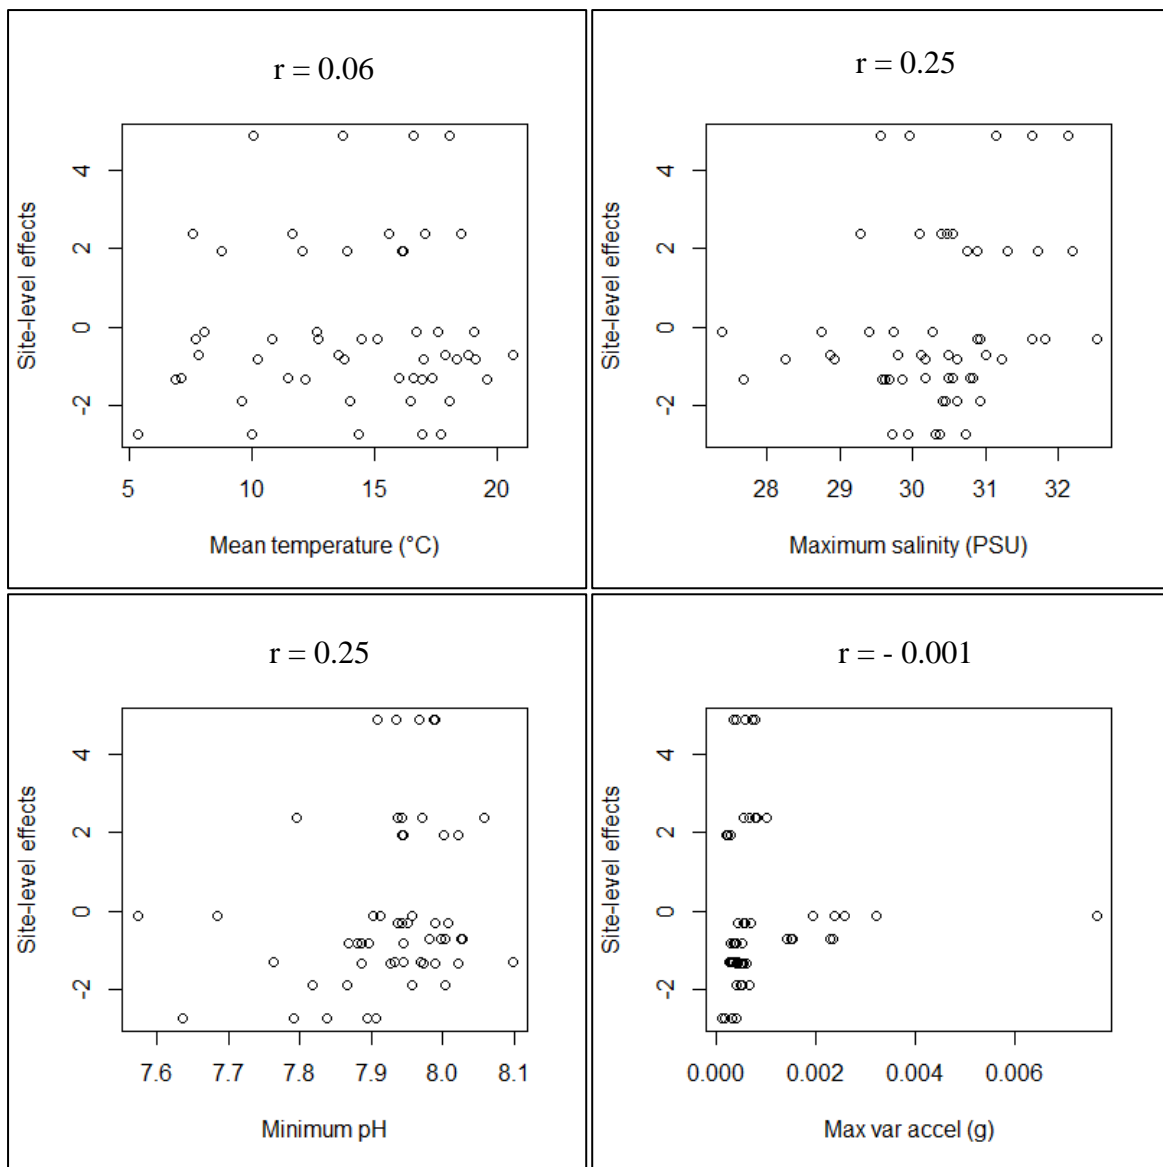 r = 0.06
Site-level effects
4
2
0
-2
5
10
15
20
Mean temperature (°C)
r = 0.25
Site-level effects
4
2
0
-2
28
29
30
31
32
Maximum salinity (PSU)
r = 0.25
Site-level effects
4
2
0
-2
7.6
7.7
7.8
7.9
8.0
8.1
Minimum pH
r = - 0.001
Site-level effects
4
2
0
-2
0.000
0.002
0.004
0.006
Max var accel (g)